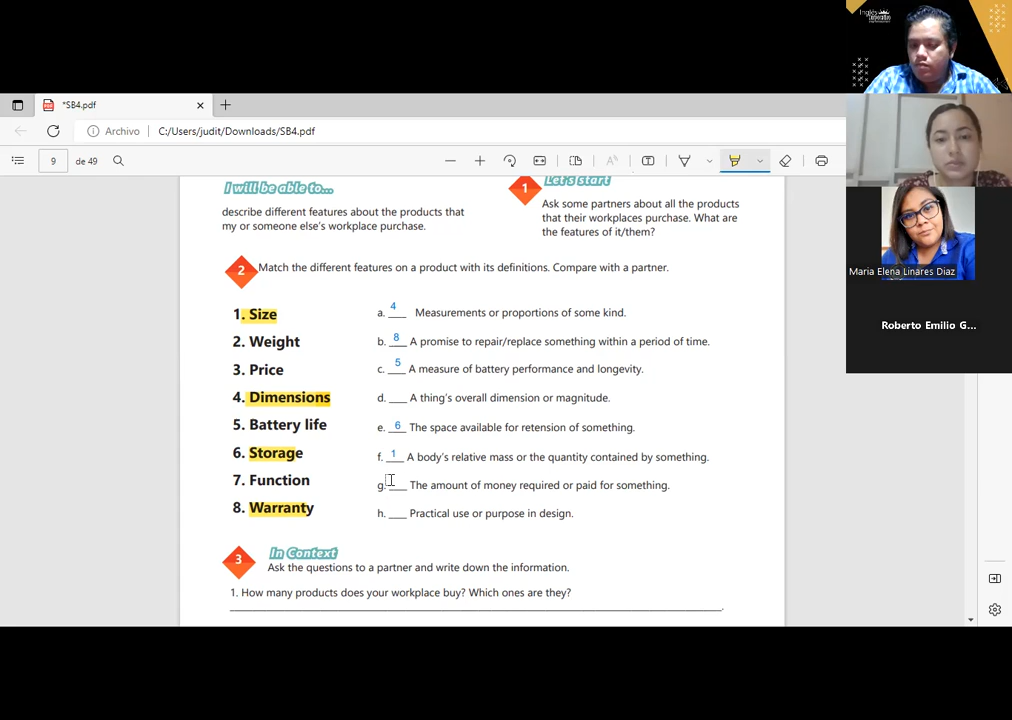 Inglés
*SB4.pdf
Archivo
C:/Users/judit/Downloads/SB4.pdf
9
de 49
I will be able to...
describe different features about the products that
my or someone else's workplace purchase.
1
Let's start
Ask some partners about all the products
that their workplaces purchase. What are
the features of it/them?
2
Match the different features on a product with its definitions. Compare with a partner.
1. Size
2. Weight
3. Price
4. Dimensions
5. Battery life
6. Storage
7. Function
8. Warranty
a. 4 Measurements or proportions of some kind.
b. 8 A promise to repair/replace something within a period of time.
c. 5 A measure of battery performance and longevity.
d. ___ A thing's overall dimension or magnitude.
e. 6 The space available for retension of something.
f. 1 A body's relative mass or the quantity contained by something.
g. ___ The amount of money required or paid for something.
h. ___ Practical use or purpose in design.
3
In Context
Ask the questions to a partner and write down the information.
1. How many products does your workplace buy? Which ones are they?
Maria Elena Linares Diaz
Roberto Emilio G...